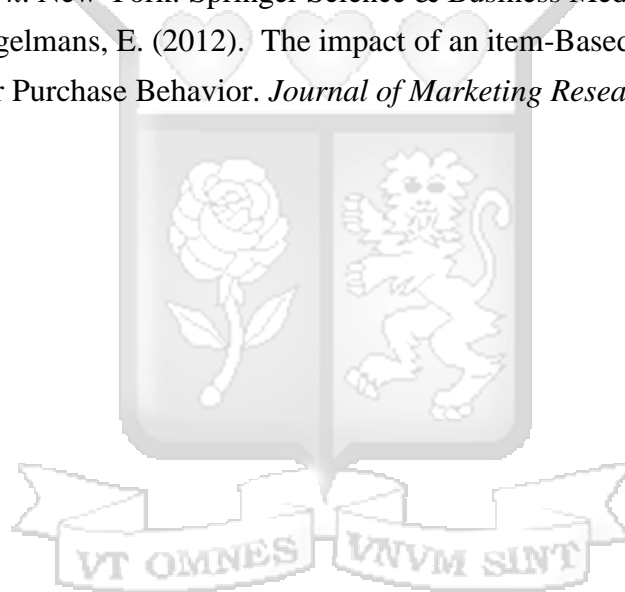 New York: Springer Science & Business Med
gelmans, E. (2012). The impact of an item-Based
r Purchase Behavior. Journal of Marketing Resea
VT OMNES VNVM SINT